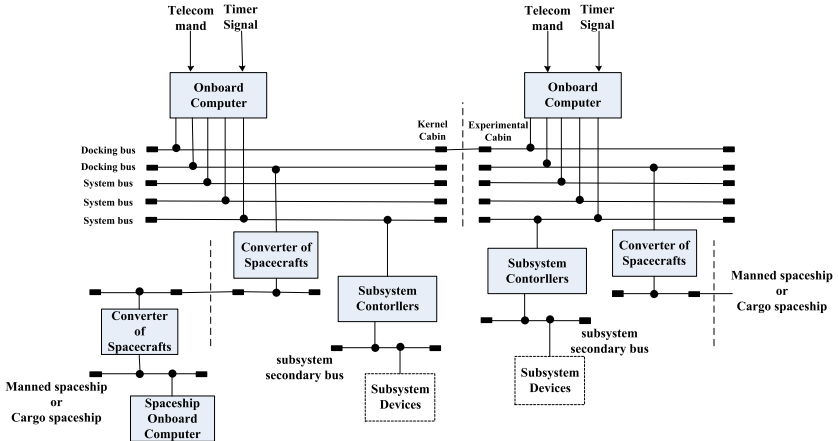 Telecom
mand
Timer
Signal
Telecom
mand
Timer
Signal
Onboard
Computer
Onboard
Computer
Kernel
Cabin
Experimental
Cabin
Docking bus
Docking bus
System bus
System bus
System bus
Converter of
Spacecrafts
Subsystem
Contorllers
Subsystem
Contorllers
Converter of
Spacecrafts
Manned spaceship
or
Cargo spaceship
Converter
of
Spacecrafts
subsystem
secondary bus
subsystem
secondary bus
Manned spaceship
or
Cargo spaceship
Spaceship
Onboard
Computer
Subsystem
Devices
Subsystem
Devices